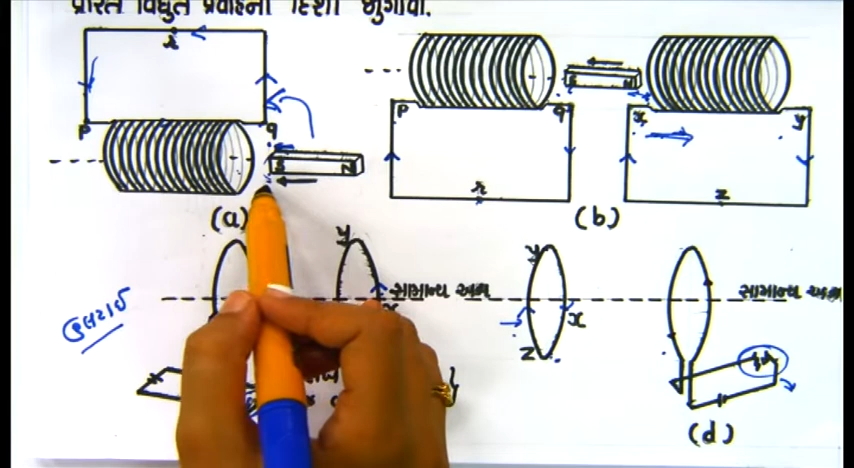 પ્રેરિત વિદ્યુત પ્રવાહની દિશા જણાવો.
r
p q
S N
p q
S N
x y
r
z
(a) (b)
y y
સામાન્ય અક્ષ સામાન્ય અક્ષ
x x
z
(d)